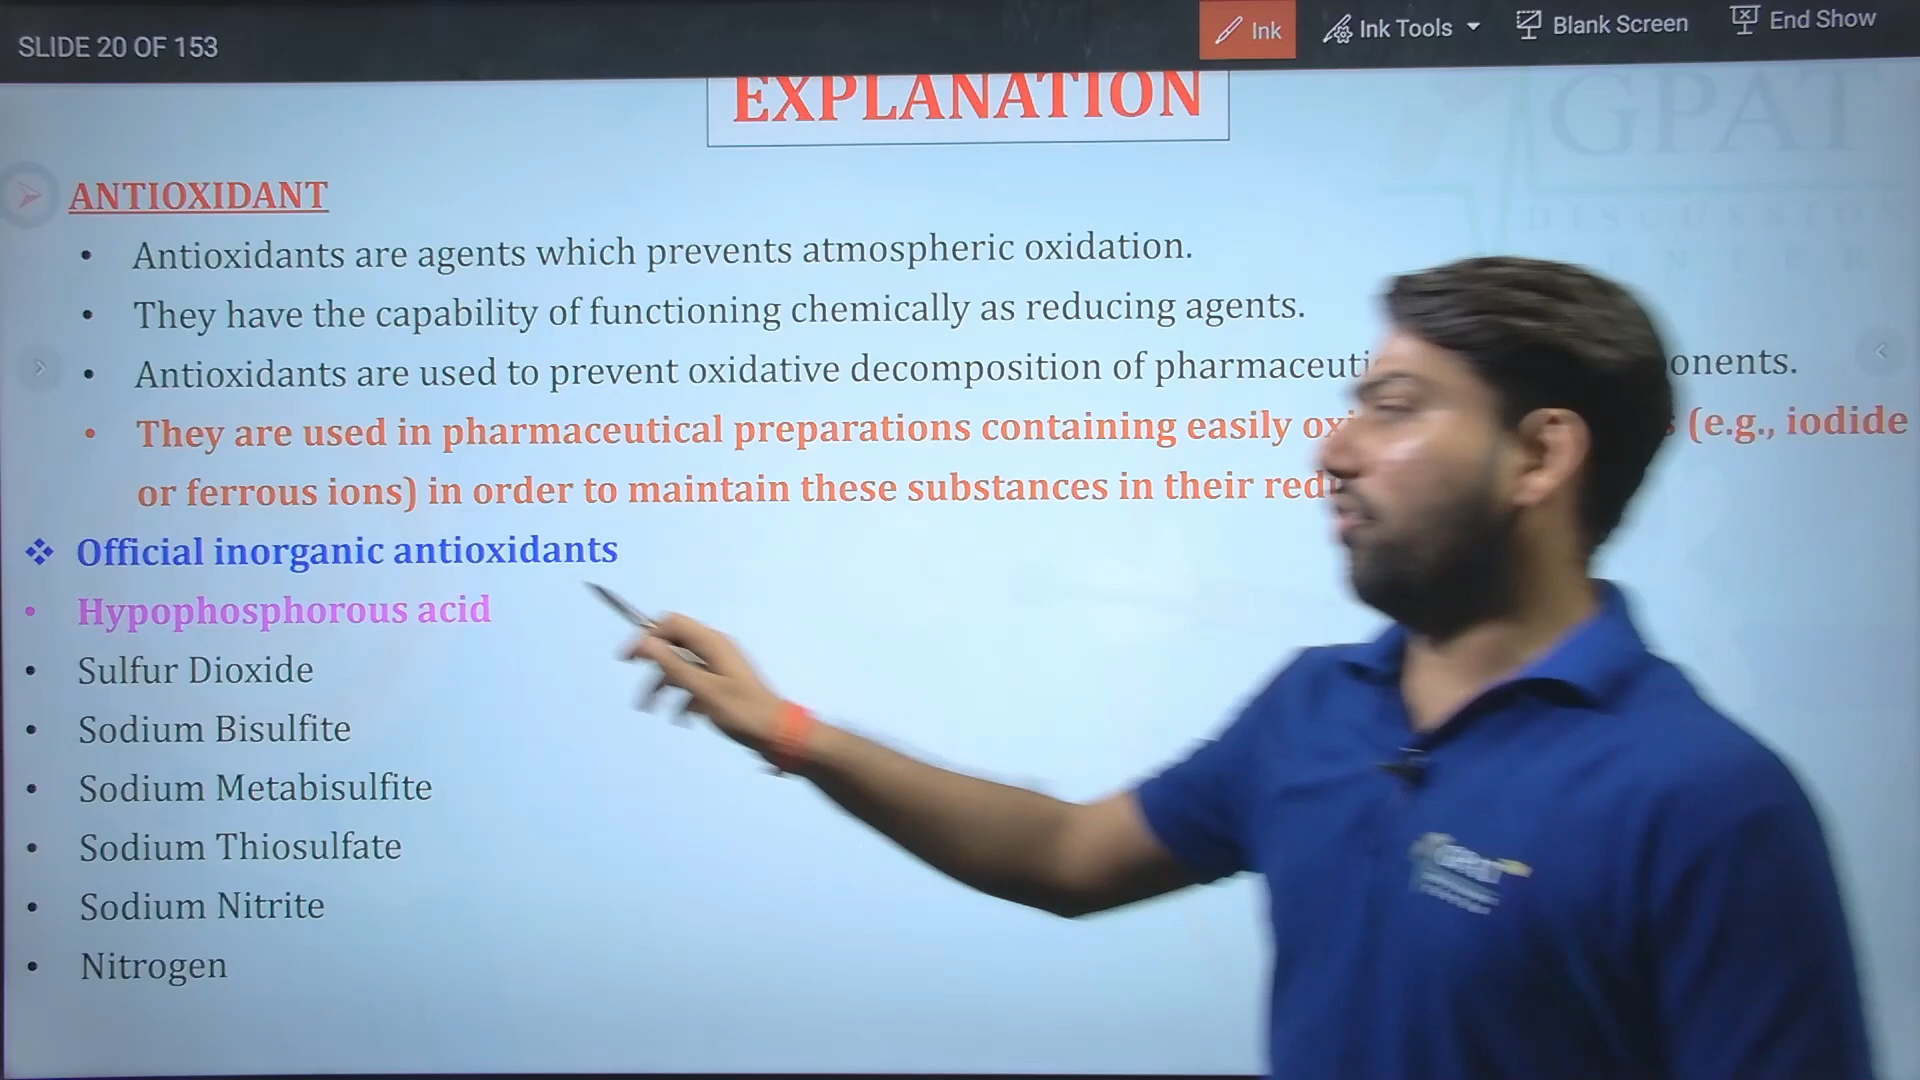 SLIDE 20 OF 153
Ink
Ink Tools
Blank Screen
End Show
EXPLANATION
GPAT
DISCUSSION
ANTIOXIDANT
• Antioxidants are agents which prevents atmospheric oxidation.
• They have the capability of functioning chemically as reducing agents.
• Antioxidants are used to prevent oxidative decomposition of pharmaceuti onents.
• They are used in pharmaceutical preparations containing easily ox (e.g., iodide
or ferrous ions) in order to maintain these substances in their red
❖ Official inorganic antioxidants
• Hypophosphorous acid
• Sulfur Dioxide
• Sodium Bisulfite
• Sodium Metabisulfite
• Sodium Thiosulfate
• Sodium Nitrite
• Nitrogen